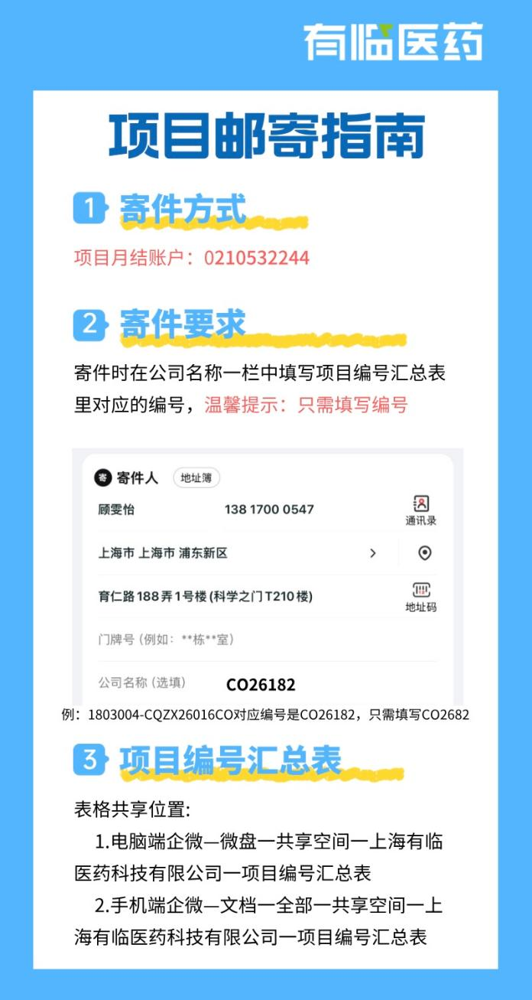 有临医药
项目邮寄指南
1 寄件方式
项目月结账户：0210532244
2 寄件要求
寄件时在公司名称一栏中填写项目编号汇总表
里对应的编号，温馨提示：只需填写编号
寄 寄件人 地址簿
顾雯怡 138 1700 0547 通讯录
上海市 上海市 浦东新区
育仁路188弄1号楼(科学之门T210楼) 地址码
门牌号 (例如：**栋**室)
公司名称 (选填) CO26182
例：1803004-CQZX26016CO对应编号是CO26182，只需填写CO2682
3 项目编号汇总表
表格共享位置:
1.电脑端企微—微盘一共享空间一上海有临
医药科技有限公司一项目编号汇总表
2.手机端企微—文档一全部一共享空间一上
海有临医药科技有限公司一项目编号汇总表